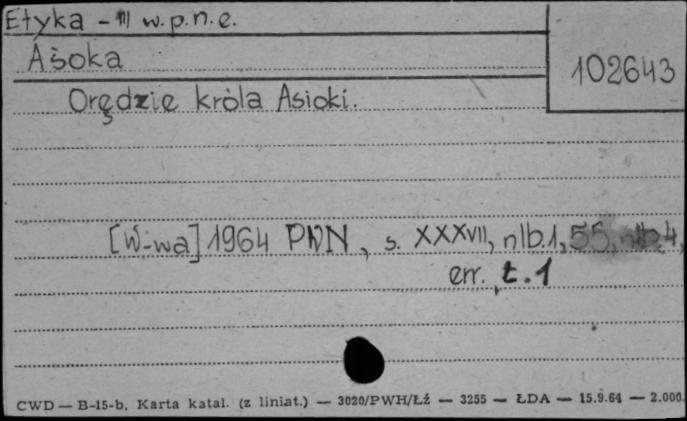 Etyka - III w.p.n.e.
Aśoka
102643
Orędzie króla Asioki.
[W-wa] 1964 PWN, s. XXXVII, nlb.1, 55, nlb.4,
err. t.1
CWD — B-15-b, Karta katal. (z liniat.) — 3020/PWH/Łź — 3255 — ŁDA — 15.9.64 — 2.000.